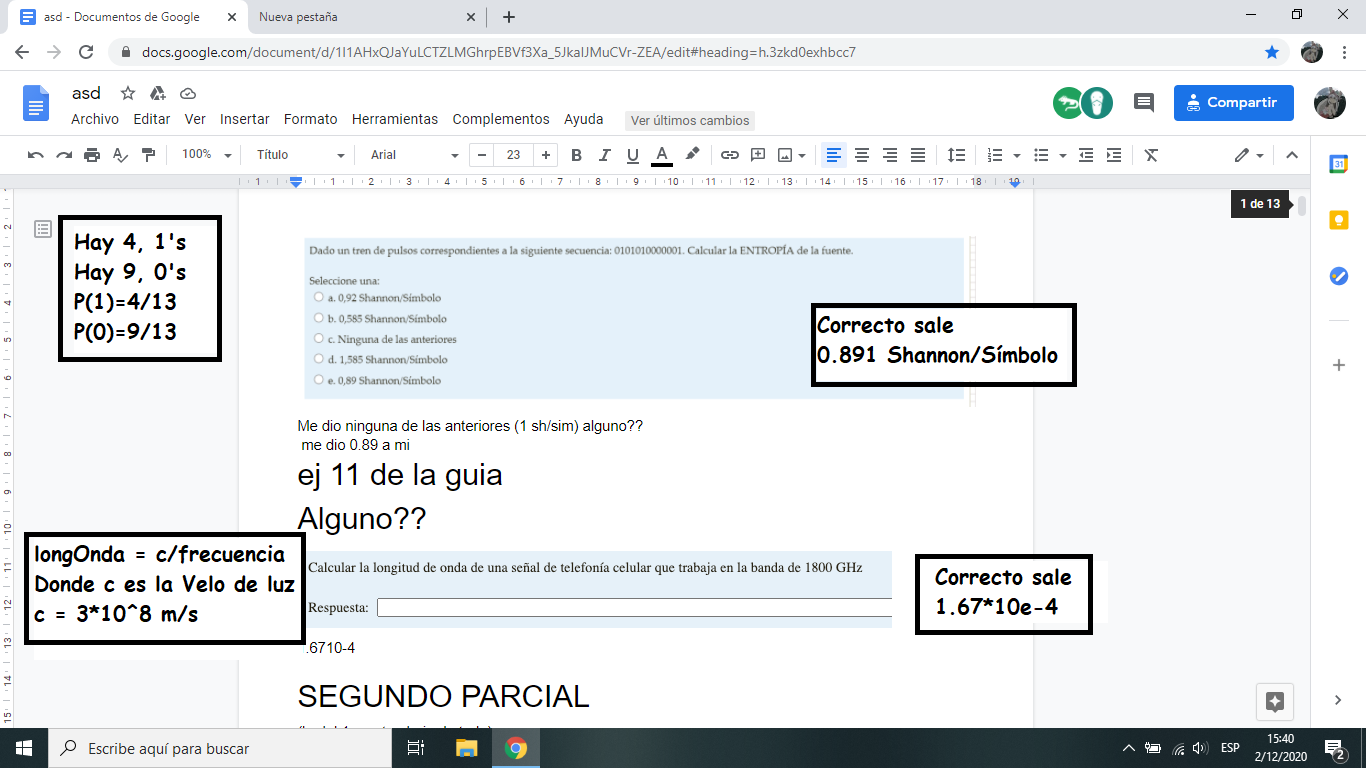 asd - Documentos de Google
Nueva pestaña
docs.google.com/document/d/1I1AHxQJaYuLCTZLMGhrpEBVf3Xa_5JkaIJMuCVr-ZEA/edit#heading=h.3zkd0exhbcc7
asd
Compartir
Archivo Editar Ver Insertar Formato Herramientas Complementos Ayuda Ver últimos cambios
100% Título Arial 23
1 de 13
Hay 4, 1's
Hay 9, 0's
P(1)=4/13
P(0)=9/13
Dado un tren de pulsos correspondientes a la siguiente secuencia: 0101010000001. Calcular la ENTROPÍA de la fuente.
Seleccione una:
a. 0,92 Shannon/Símbolo
b. 0,585 Shannon/Símbolo
c. Ninguna de las anteriores
d. 1,585 Shannon/Símbolo
e. 0,89 Shannon/Símbolo
Correcto sale
0.891 Shannon/Símbolo
Me dio ninguna de las anteriores (1 sh/sim) alguno??
me dio 0.89 a mi
ej 11 de la guia
Alguno??
longOnda = c/frecuencia
Donde c es la Velo de luz
c = 3*10^8 m/s
Calcular la longitud de onda de una señal de telefonía celular que trabaja en la banda de 1800 GHz
Respuesta:
Correcto sale
1.67*10e-4
.6710-4
SEGUNDO PARCIAL
Escribe aquí para buscar
ESP
15:40
2/12/2020
2